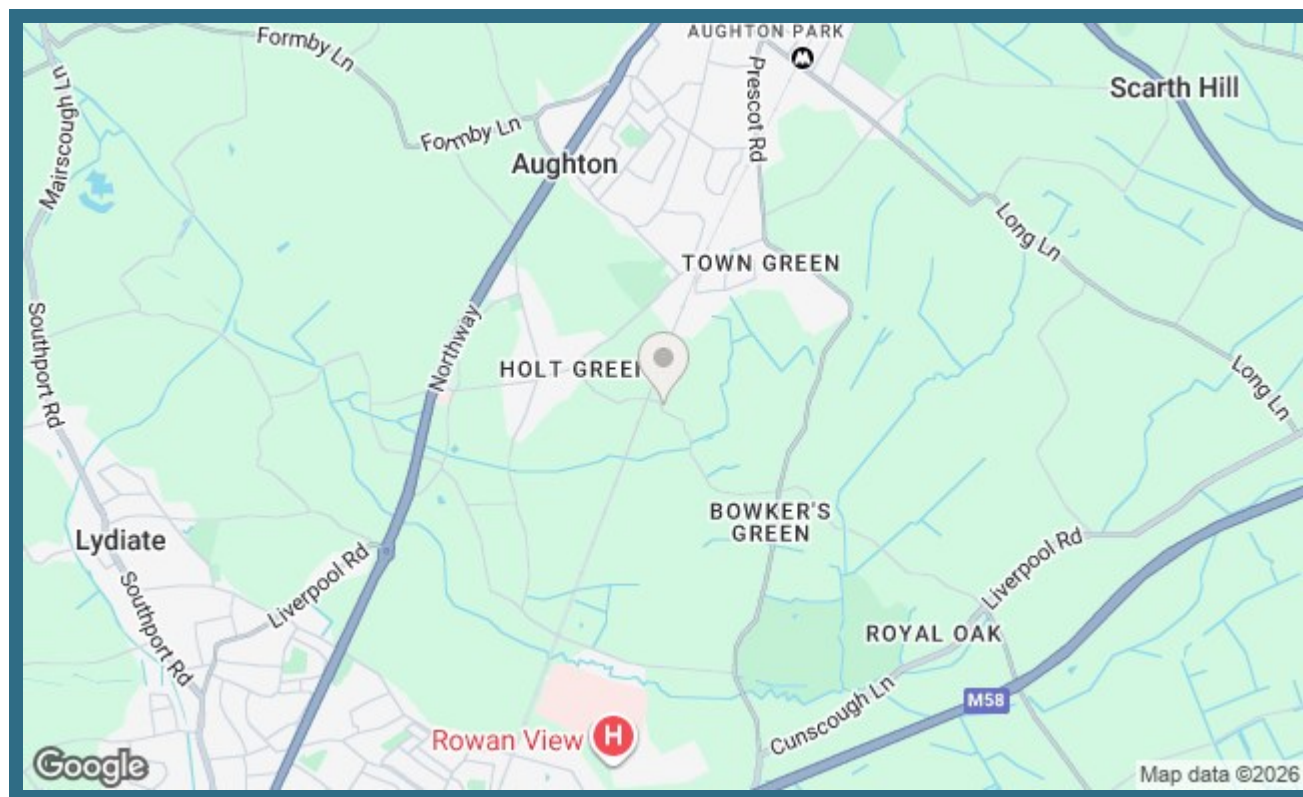 AUGHTON PARK
Formby Ln
Prescot Rd
Scarth Hill
Mairscough Ln
Formby Ln
Aughton
Long Ln
TOWN GREEN
Southport Rd
Northway
HOLT GREEN
Long Ln
BOWKER'S
GREEN
Lydiate
Liverpool Rd
Liverpool Rd
Southport Rd
ROYAL OAK
M58
Cunscough Ln
Rowan View
H
Google
Map data ©2026